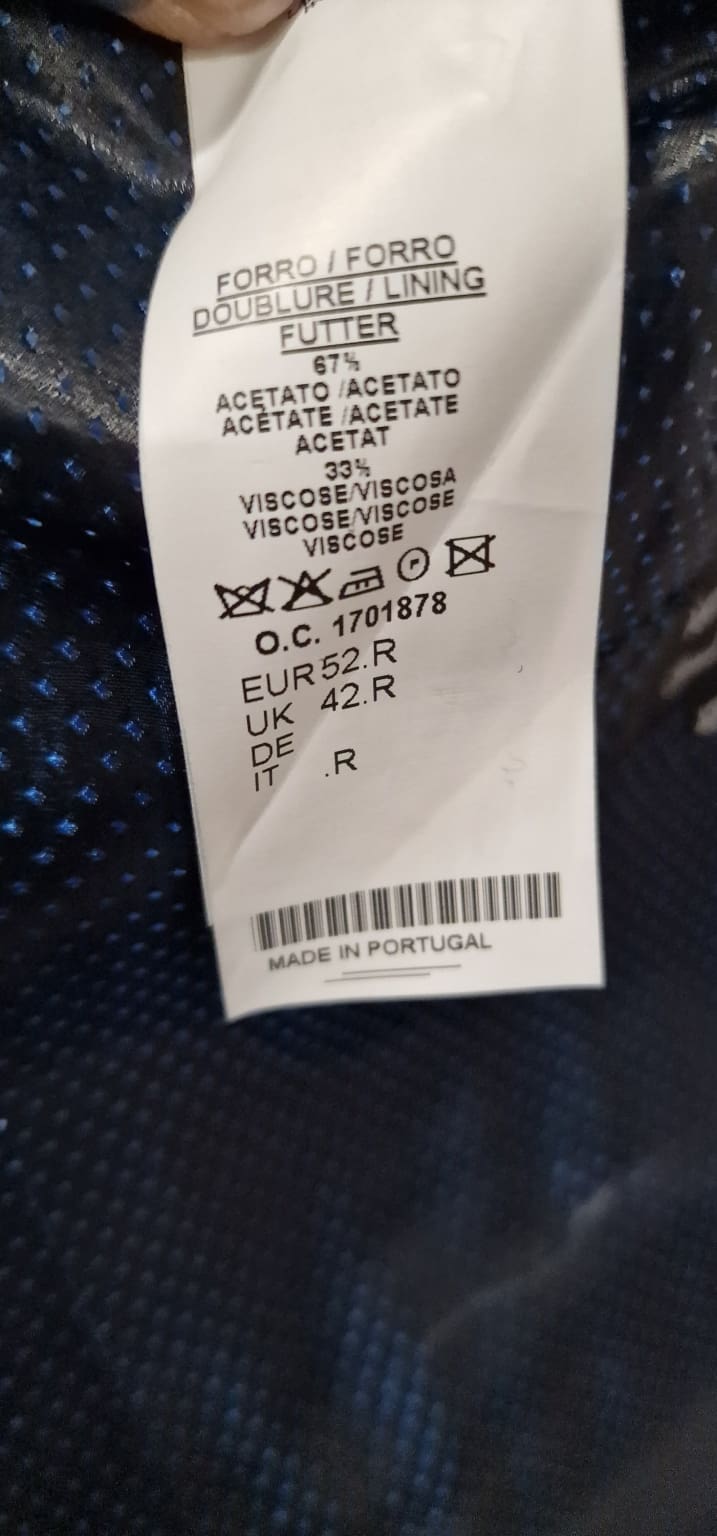 FORRO / FORRO
DOUBLURE / LINING
FUTTER
67%
ACETATO /ACETATO
ACÉTATE /ACETATE
ACETAT
33%
VISCOSE/VISCOSA
VISCOSE/VISCOSE
VISCOSE
P
O.C. 1701878
EUR 52.R
UK 42.R
DE
IT .R
MADE IN PORTUGAL